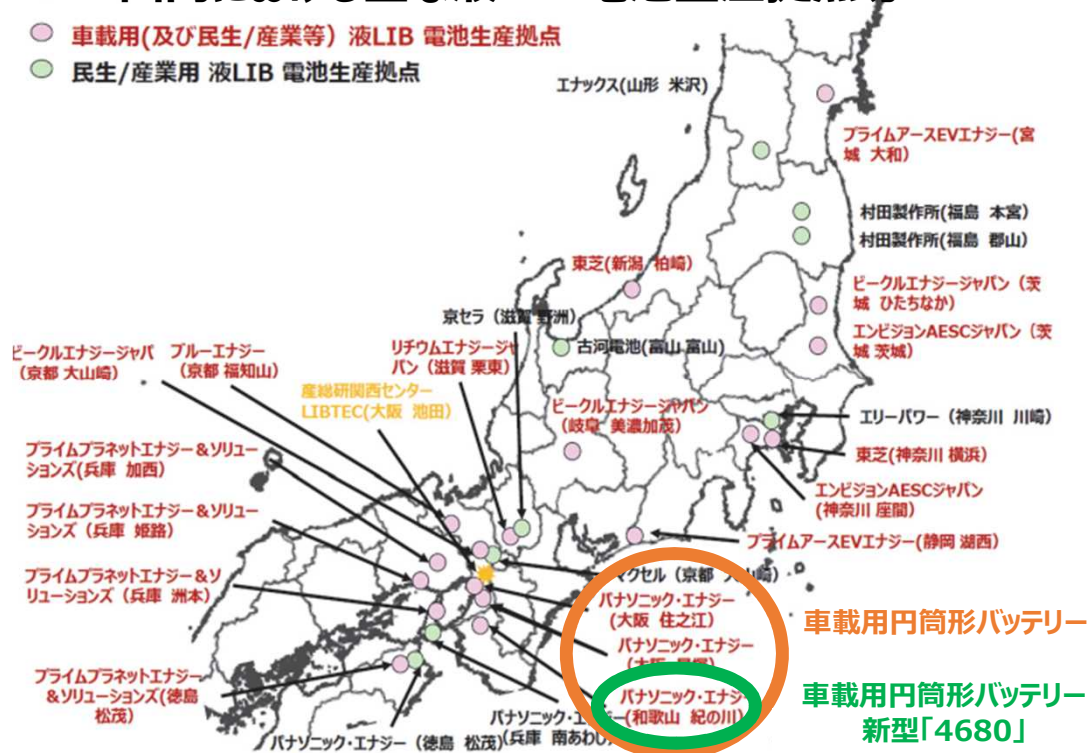 車載用(及び民生/産業等) 液LIB 電池生産拠点
民生/産業用 液LIB 電池生産拠点
エナックス(山形 米沢)
プライムアースEVエナジー(宮
城 大和)
村田製作所(福島 本宮)
村田製作所(福島 郡山)
東芝(新潟 柏崎)
ビークルエナジージャパン(茨
城 ひたちなか)
京セラ(滋賀 野洲)
エンビジョンAESCジャパン(茨
城 茨城)
ビークルエナジージャパ
(京都 大山崎)
ブルーエナジー
(京都 福知山)
リチウムエナジージャ
パン(滋賀 栗東)
古河電池(富山 富山)
産総研関西センター
LIBTEC(大阪 池田)
ビークルエナジージャパン
(岐阜 美濃加茂)
エリーパワー(神奈川 川崎)
東芝(神奈川 横浜)
プライムプラネットエナジー&ソリュー
ションズ(兵庫 加西)
エンビジョンAESCジャパン
(神奈川 座間)
プライムプラネットエナジー&ソリュー
ションズ(兵庫 姫路)
プライムアースEVエナジー(静岡 湖西)
プライムプラネットエナジー&ソ
リューションズ(兵庫 洲本)
マクセル(京都 大山崎)
パナソニック・エナジー
(大阪 住之江)
車載用円筒形バッテリー
パナソニック・エナジー
プライムプラネットエナジー
&ソリューションズ(徳島
松茂)
パナソニック・エナジー
(和歌山 紀の川)
車載用円筒形バッテリー
新型「4680」
パナソニック・エ
(兵庫 南あわじ)
パナソニック・エナジー(徳島 松茂)